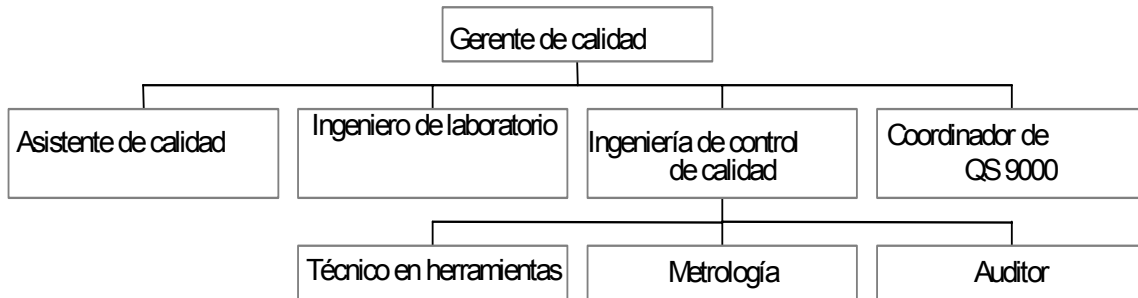 Gerente de calidad
Asistente de calidad
Ingeniero de laboratorio
Ingeniería de control
de calidad
Coordinador de
QS 9000
Técnico en herramientas
Metrología
Auditor